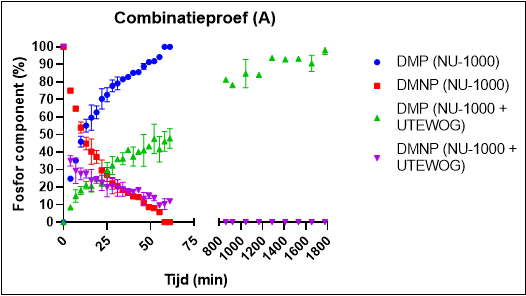 Combinatieproef (A)
Fosfor component (%)
100
90
80
70
60
50
40
30
20
10
0
0
25
50
75
800
1000
1200
1400
1600
1800
Tijd (min)
DMP (NU-1000)
DMNP (NU-1000)
DMP (NU-1000 +
UTEWOG)
DMNP (NU-1000 +
UTEWOG)